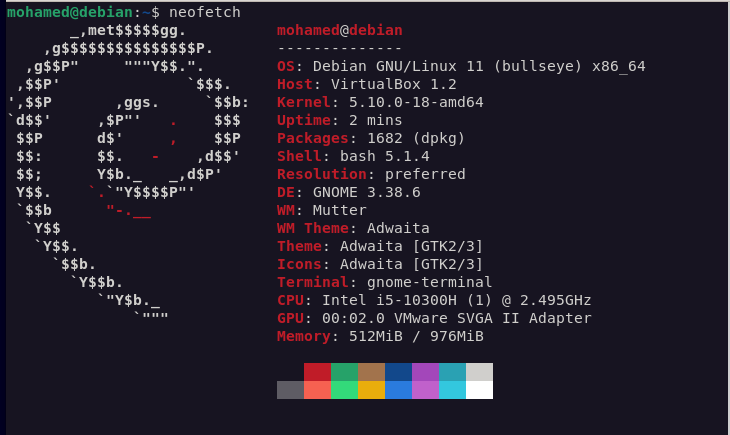 mohamed@debian:~$ neofetch
       _,met$$$$$gg.          mohamed@debian
    ,g$$$$$$$$$$$$$$$P.       --------------
  ,g$$P"     """Y$$.".        OS: Debian GNU/Linux 11 (bullseye) x86_64
 ,$$P'              `$$$.     Host: VirtualBox 1.2
',$$P       ,ggs.     `$$b:   Kernel: 5.10.0-18-amd64
`d$$'     ,$P"'   .    $$$    Uptime: 2 mins
 $$P      d$'     ,    $$P    Packages: 1682 (dpkg)
 $$:      $$.   -    ,d$$'    Shell: bash 5.1.4
 $$;      Y$b._   _,d$P'      Resolution: preferred
 Y$$.    `.`"Y$$$$P"'         DE: GNOME 3.38.6
 `$$b      "-.__              WM: Mutter
  `Y$$                        WM Theme: Adwaita
   `Y$$.                      Theme: Adwaita [GTK2/3]
     `$$b.                    Icons: Adwaita [GTK2/3]
       `Y$$b.                 Terminal: gnome-terminal
          `"Y$b._             CPU: Intel i5-10300H (1) @ 2.495GHz
              `"""            GPU: 00:02.0 VMware SVGA II Adapter
                              Memory: 512MiB / 976MiB